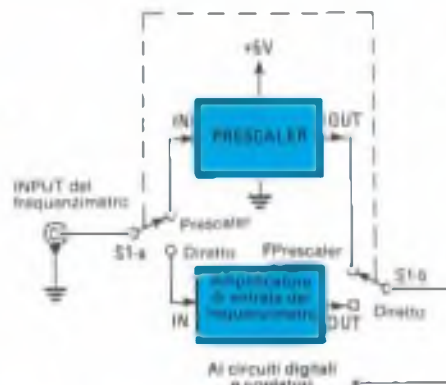 +5V
IN
OUT
PRESCALER
INPUT del
frequenzimetro
Prescaler
S1-a
Diretto
PPrescaler
S1-b
Diretto
Amplificatore
di entrata del
frequenzimetro
IN
OUT
Ai circuiti digitali